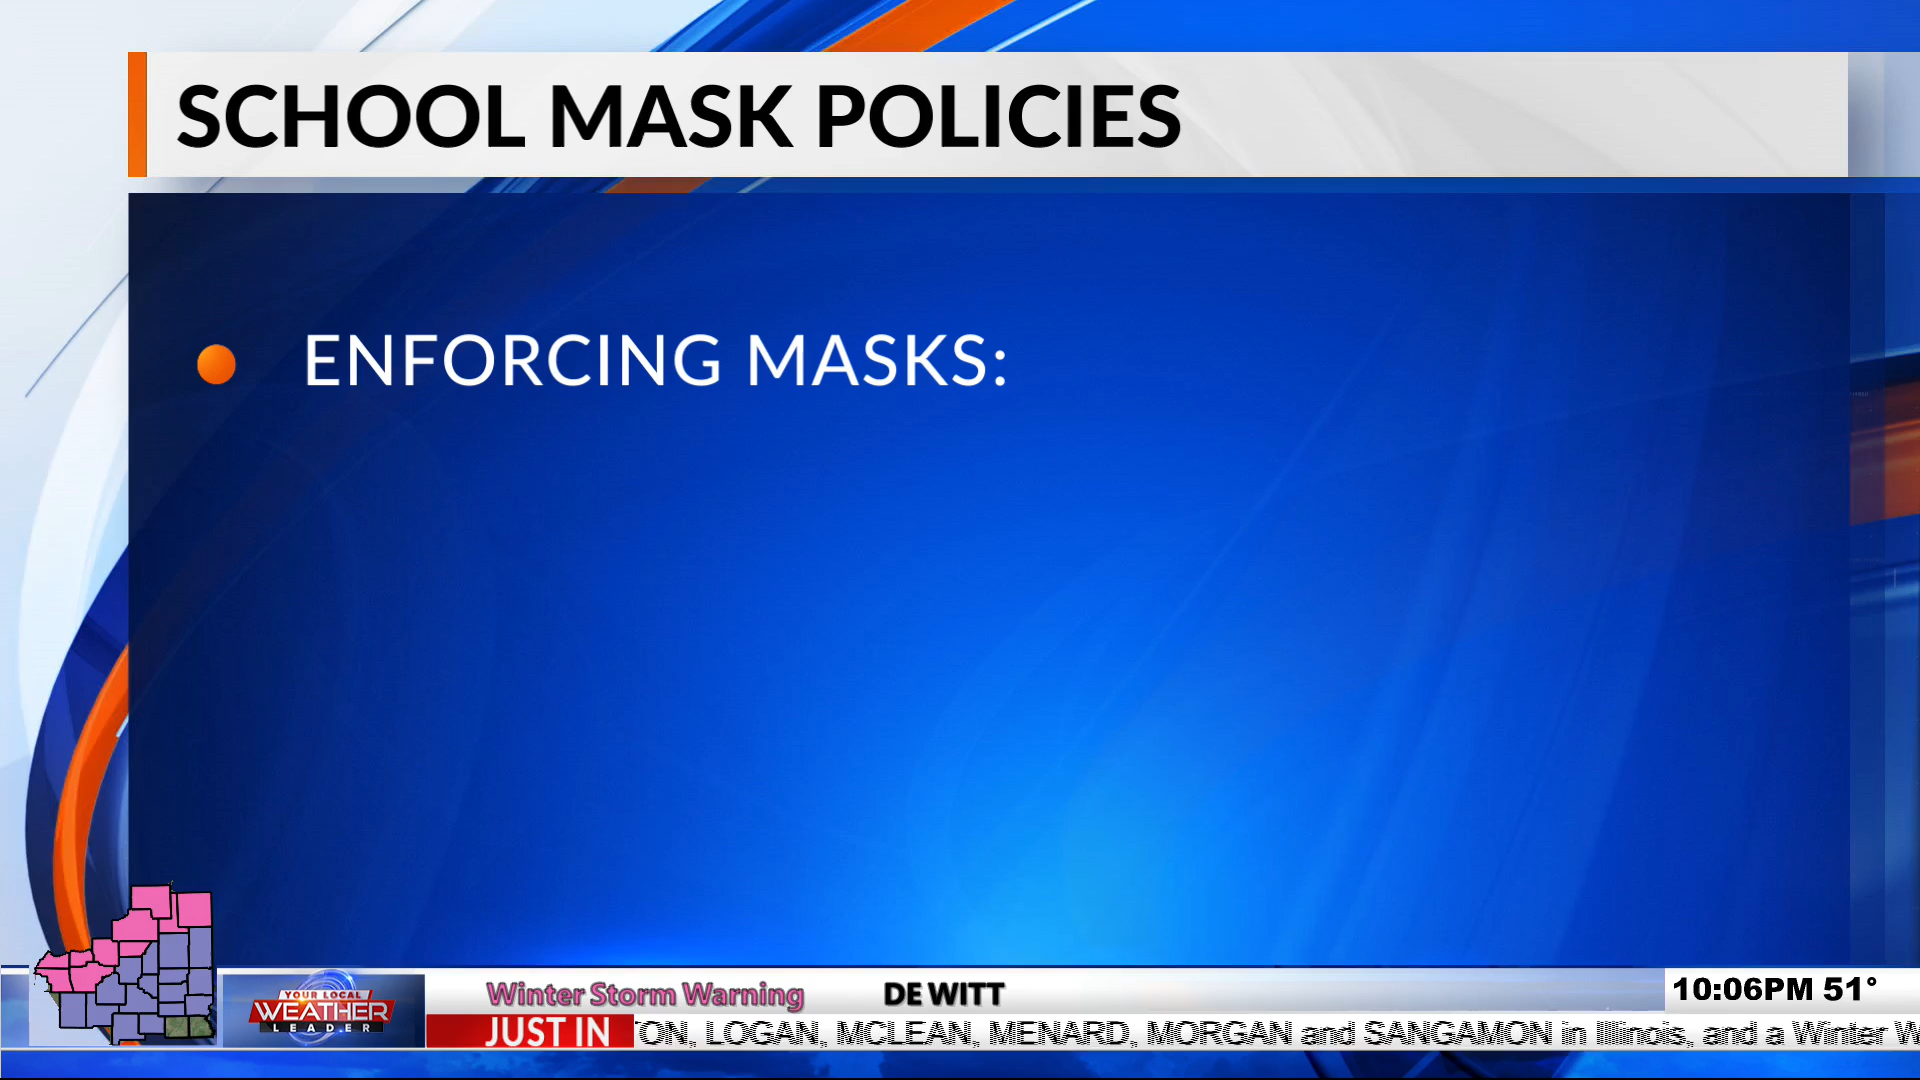 SCHOOL MASK POLICIES
ENFORCING MASKS:
Winter Storm Warning DE WITT
10:06PM 51°
YOUR LOCAL
WEATHER
LEADER
JUST IN
TON, LOGAN, MCLEAN, MENARD, MORGAN and SANGAMON in Illinois, and a Winter W